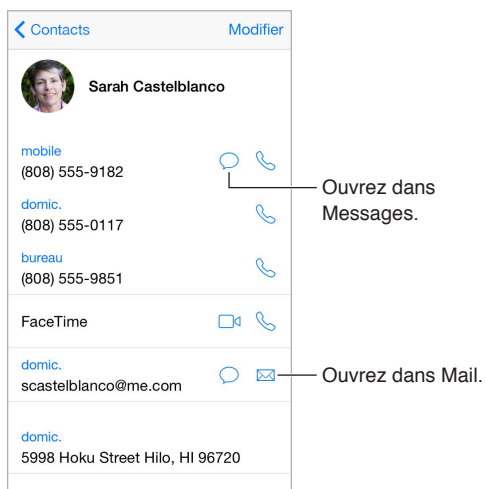 Contacts
Modifier
Sarah Castelblanco
mobile
(808) 555-9182
Ouvrez dans
Messages.
domic.
(808) 555-0117
bureau
(808) 555-9851
FaceTime
domic.
scastelblanco@me.com
Ouvrez dans Mail.
domic.
5998 Hoku Street Hilo, HI 96720